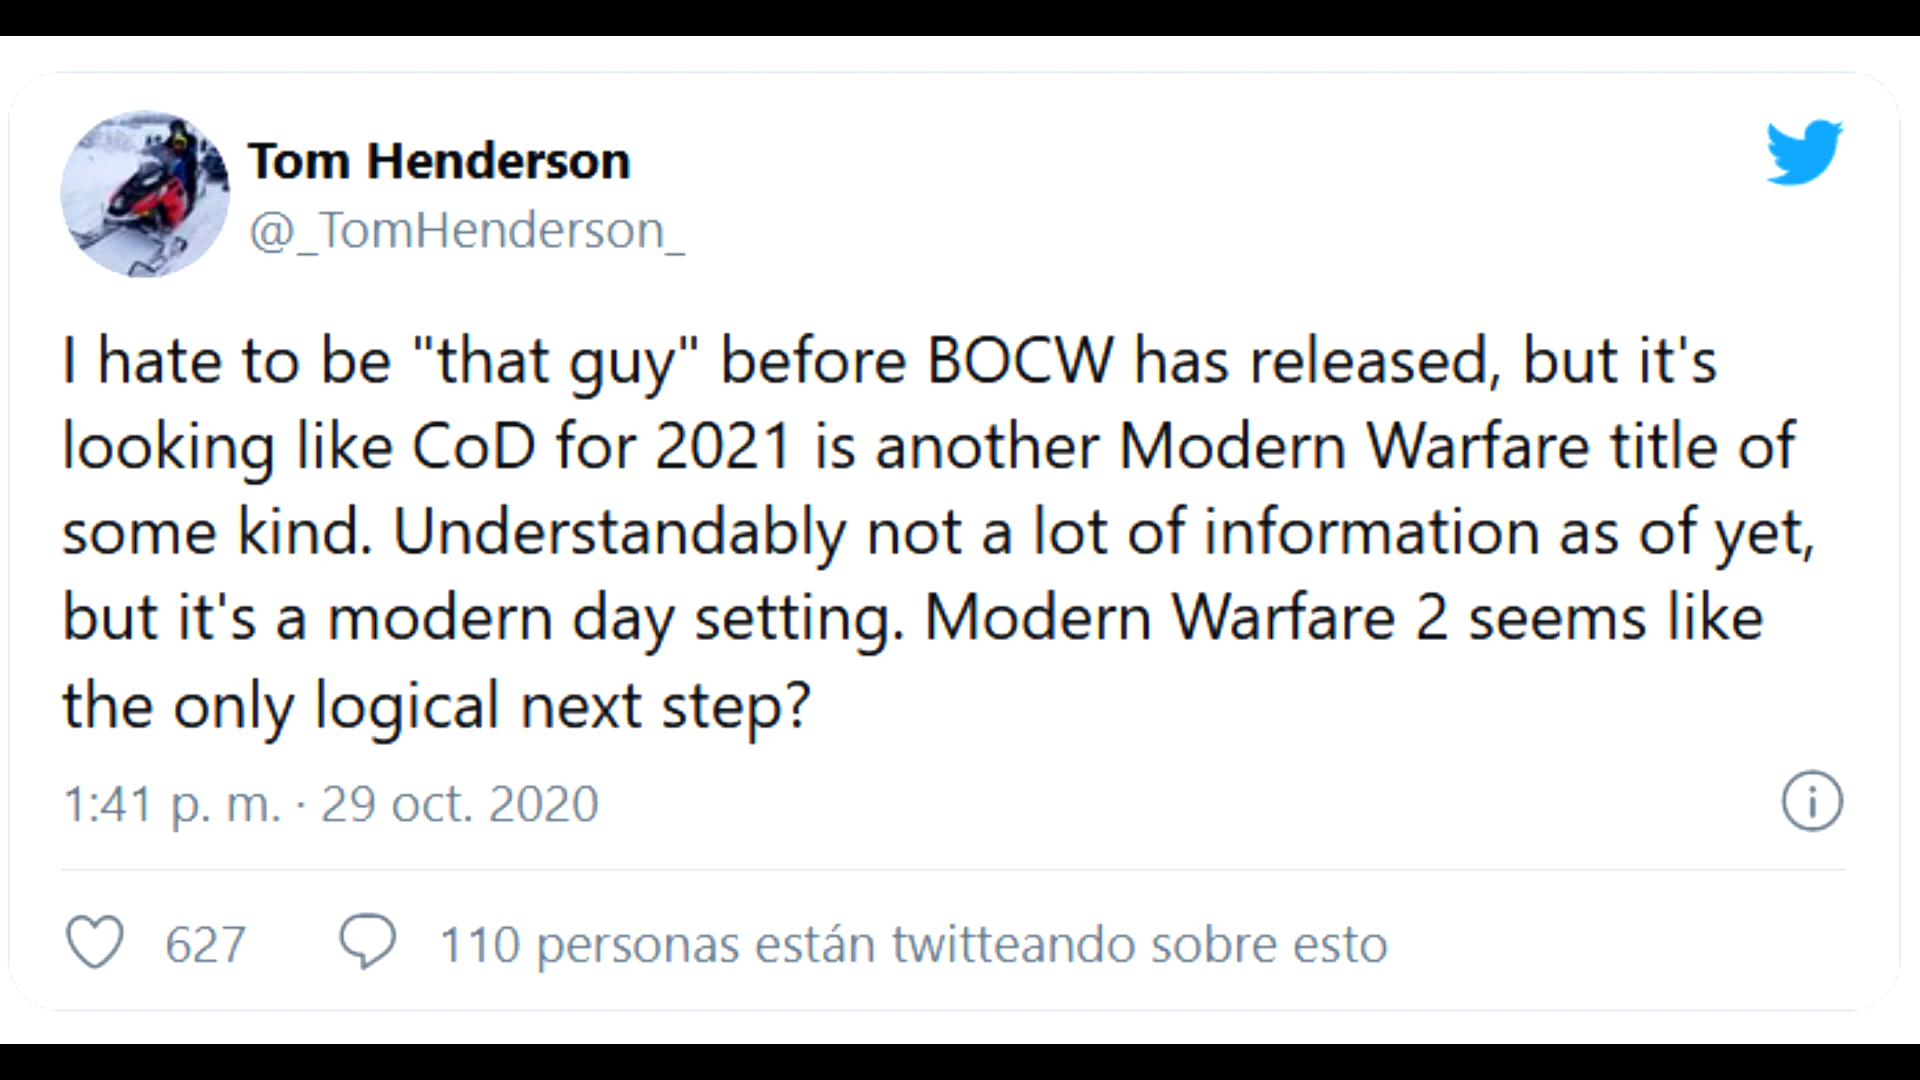 Tom Henderson
@_TomHenderson_
I hate to be "that guy" before BOCW has released, but it's
looking like CoD for 2021 is another Modern Warfare title of
some kind. Understandably not a lot of information as of yet,
but it's a modern day setting. Modern Warfare 2 seems like
the only logical next step?
1:41 p. m. · 29 oct. 2020
627 110 personas están twitteando sobre esto